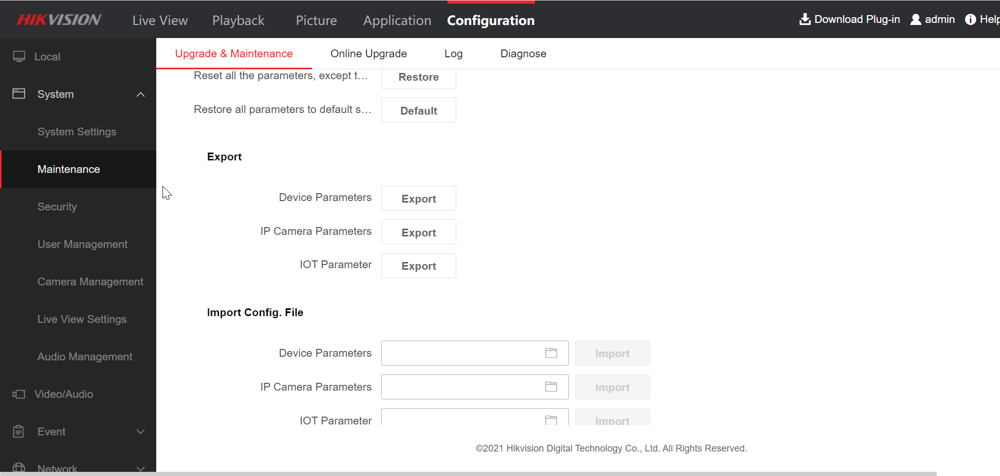 HIKVISION
Live View
Playback
Picture
Application
Configuration
Download Plug-in
admin
Help
Local
System
System Settings
Maintenance
Security
User Management
Camera Management
Live View Settings
Audio Management
Video/Audio
Event
Network
Upgrade & Maintenance
Online Upgrade
Log
Diagnose
Reset all the parameters, except t...
Restore
Restore all parameters to default s...
Default
Export
Device Parameters
Export
IP Camera Parameters
Export
IOT Parameter
Export
Import Config. File
Device Parameters
Import
IP Camera Parameters
Import
IOT Parameter
Import
©2021 Hikvision Digital Technology Co., Ltd. All Rights Reserved.